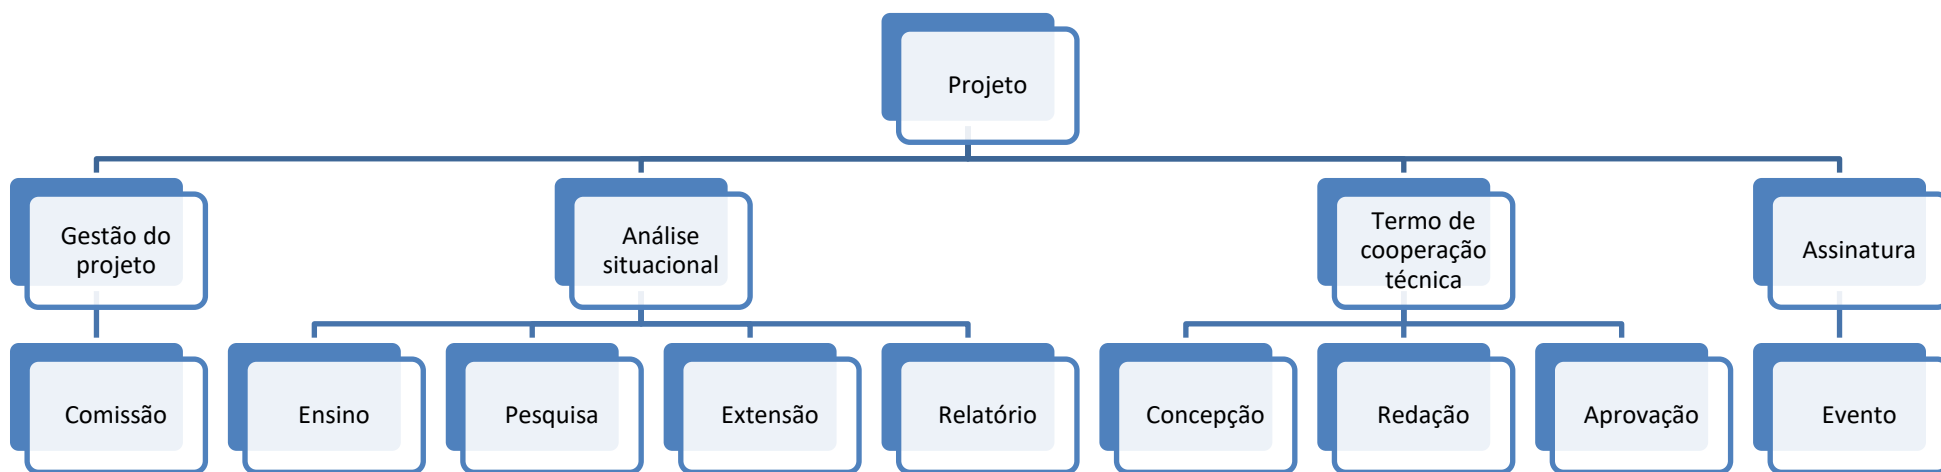 Projeto
Gestão do
projeto
Análise
situacional
Termo de
cooperação
técnica
Assinatura
Comissão
Ensino
Pesquisa
Extensão
Relatório
Concepção
Redação
Aprovação
Evento